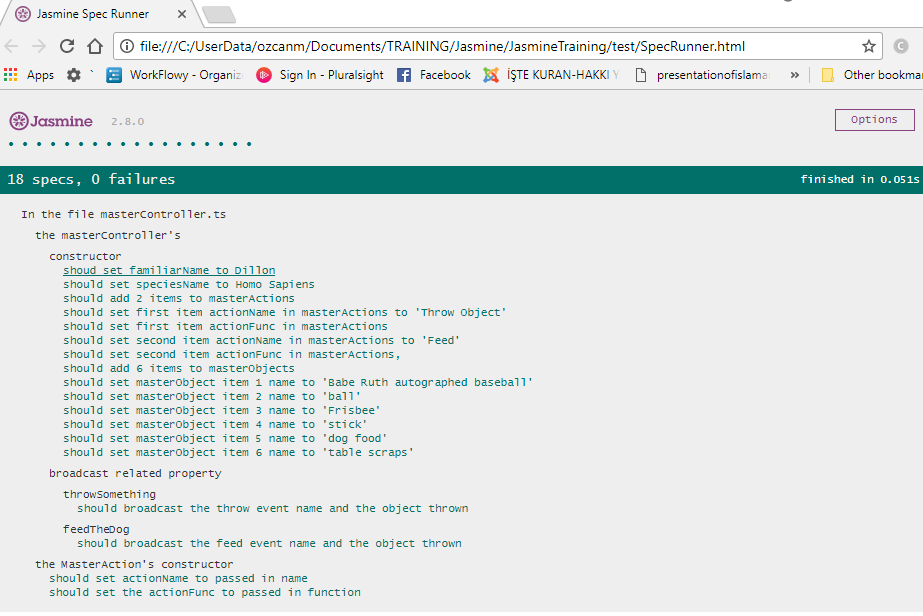 Jasmine Spec Runner
file:///C:/UserData/ozcanm/Documents/TRAINING/Jasmine/JasmineTraining/test/SpecRunner.html
Apps WorkFlowy - Organiz Sign In - Pluralsight Facebook İŞTE KURAN-HAKKI Y presentationofislama » Other bookma
Jasmine 2.8.0 Options
18 specs, 0 failures finished in 0.051s
In the file masterController.ts
the masterController's
constructor
shoud set familiarName to Dillon
should set speciesName to Homo Sapiens
should add 2 items to masterActions
should set first item actionName in masterActions to 'Throw Object'
should set first item actionFunc in masterActions
should set second item actionName in masterActions to 'Feed'
should set second item actionFunc in masterActions,
should add 6 items to masterObjects
should set masterObject item 1 name to 'Babe Ruth autographed baseball'
should set masterObject item 2 name to 'ball'
should set masterObject item 3 name to 'Frisbee'
should set masterObject item 4 name to 'stick'
should set masterObject item 5 name to 'dog food'
should set masterObject item 6 name to 'table scraps'
broadcast related property
throwSomething
should broadcast the throw event name and the object thrown
feedTheDog
should broadcast the feed event name and the object thrown
the MasterAction's constructor
should set actionName to passed in name
should set the actionFunc to passed in function